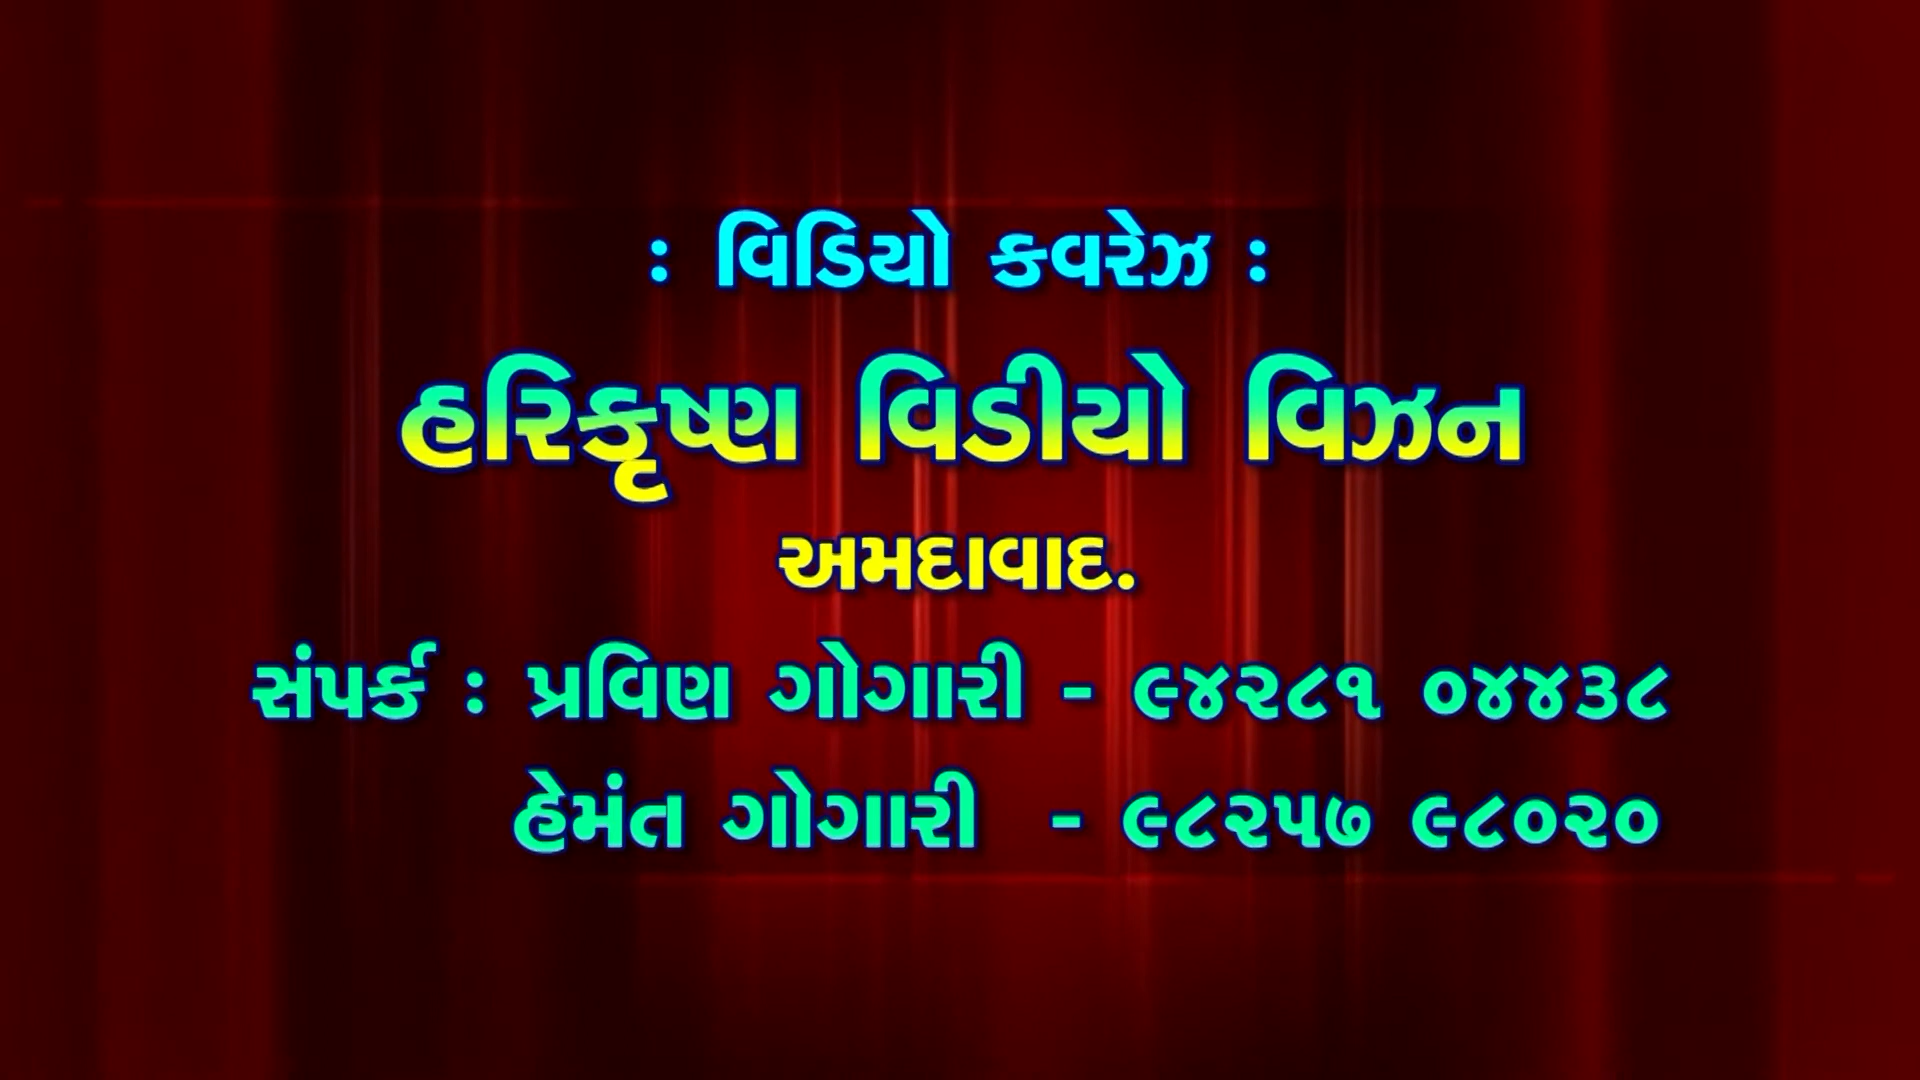 : વિડિયો કવરેઝ :
હરિકૃષ્ણ વિડીયો વિઝન
અમદાવાદ.
સંપર્ક : પ્રવિણ ગોગારી - ૯૪૨૮૧ ૦૪૪૩૮
હેમંત ગોગારી - ૯૮૨૫૭ ૯૮૦૨૦